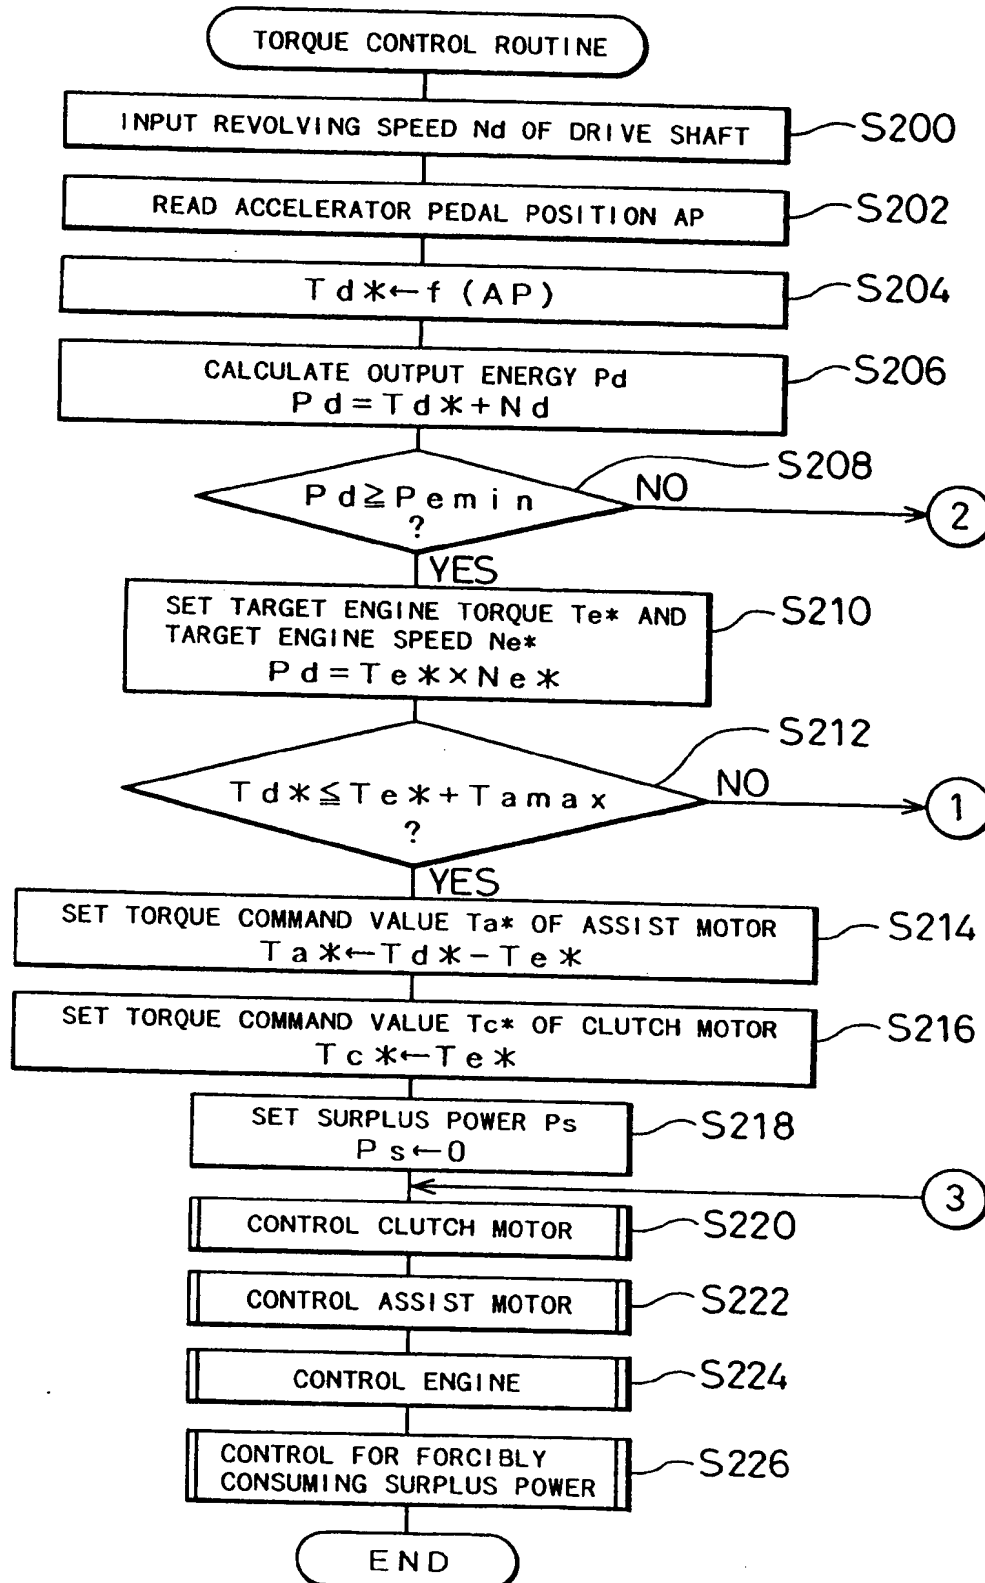 TORQUE CONTROL ROUTINE
INPUT REVOLVING SPEED Nd OF DRIVE SHAFT
S200
READ ACCELERATOR PEDAL POSITION AP
S202
Td*←f (AP)
S204
CALCULATE OUTPUT ENERGY Pd
Pd=Td*+Nd
S206
Pd≧Pemin
?
S208
NO
2
YES
SET TARGET ENGINE TORQUE Te* AND
TARGET ENGINE SPEED Ne*
Pd=Te*×Ne*
S210
Td*≦Te*+Tamax
?
S212
NO
1
YES
SET TORQUE COMMAND VALUE Ta* OF ASSIST MOTOR
Ta*←Td*-Te*
S214
SET TORQUE COMMAND VALUE Tc* OF CLUTCH MOTOR
Tc*←Te*
S216
SET SURPLUS POWER Ps
Ps←0
S218
3
CONTROL CLUTCH MOTOR
S220
CONTROL ASSIST MOTOR
S222
CONTROL ENGINE
S224
CONTROL FOR FORCIBLY
CONSUMING SURPLUS POWER
S226
END